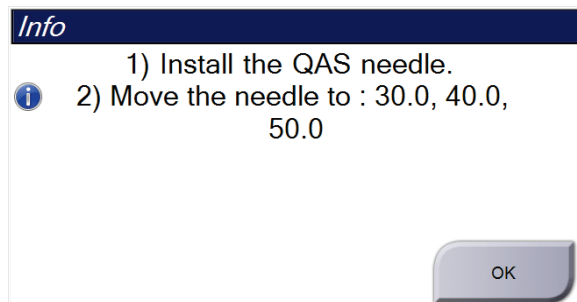 Info
1) Install the QAS needle.
2) Move the needle to : 30.0, 40.0,
50.0
OK